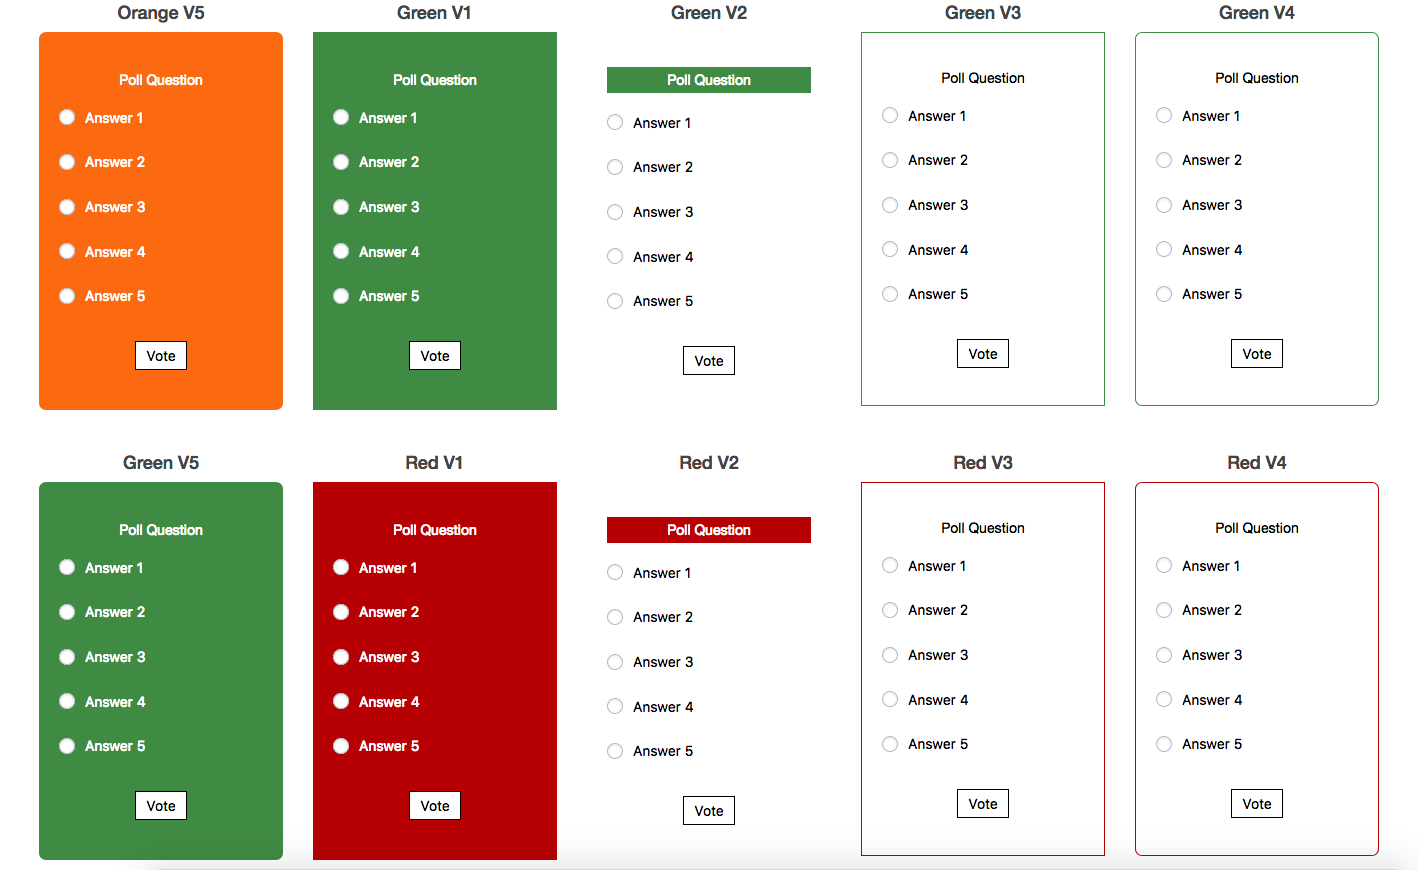 Orange V5
Poll Question
Answer 1
Answer 2
Answer 3
Answer 4
Answer 5
Vote
Green V1
Poll Question
Answer 1
Answer 2
Answer 3
Answer 4
Answer 5
Vote
Green V2
Poll Question
Answer 1
Answer 2
Answer 3
Answer 4
Answer 5
Vote
Green V3
Poll Question
Answer 1
Answer 2
Answer 3
Answer 4
Answer 5
Vote
Green V4
Poll Question
Answer 1
Answer 2
Answer 3
Answer 4
Answer 5
Vote
Green V5
Poll Question
Answer 1
Answer 2
Answer 3
Answer 4
Answer 5
Vote
Red V1
Poll Question
Answer 1
Answer 2
Answer 3
Answer 4
Answer 5
Vote
Red V2
Poll Question
Answer 1
Answer 2
Answer 3
Answer 4
Answer 5
Vote
Red V3
Poll Question
Answer 1
Answer 2
Answer 3
Answer 4
Answer 5
Vote
Red V4
Poll Question
Answer 1
Answer 2
Answer 3
Answer 4
Answer 5
Vote